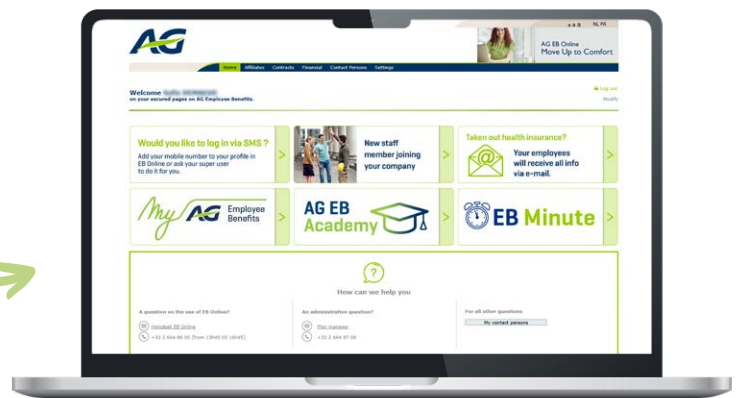 AG
a a a NL FR
AG EB Online
Move Up to Comfort
Home Affiliates Contracts Financial Contact Persons Settings
Welcome
on your secured pages on AG Employee Benefits.
Log out
Modify
Would you like to log in via SMS ?
Add your mobile number to your profile in
EB Online or ask your super user
to do it for you.
New staff
member joining
your company
Taken out health insurance?
Your employees
will receive all info
via e-mail.
My AG Employee
Benefits
AG EB
Academy
EB Minute
How can we help you
A question on the use of EB Online?
Helpdesk EB Online
An administrative question?
Plan manager
For all other questions
My contact persons